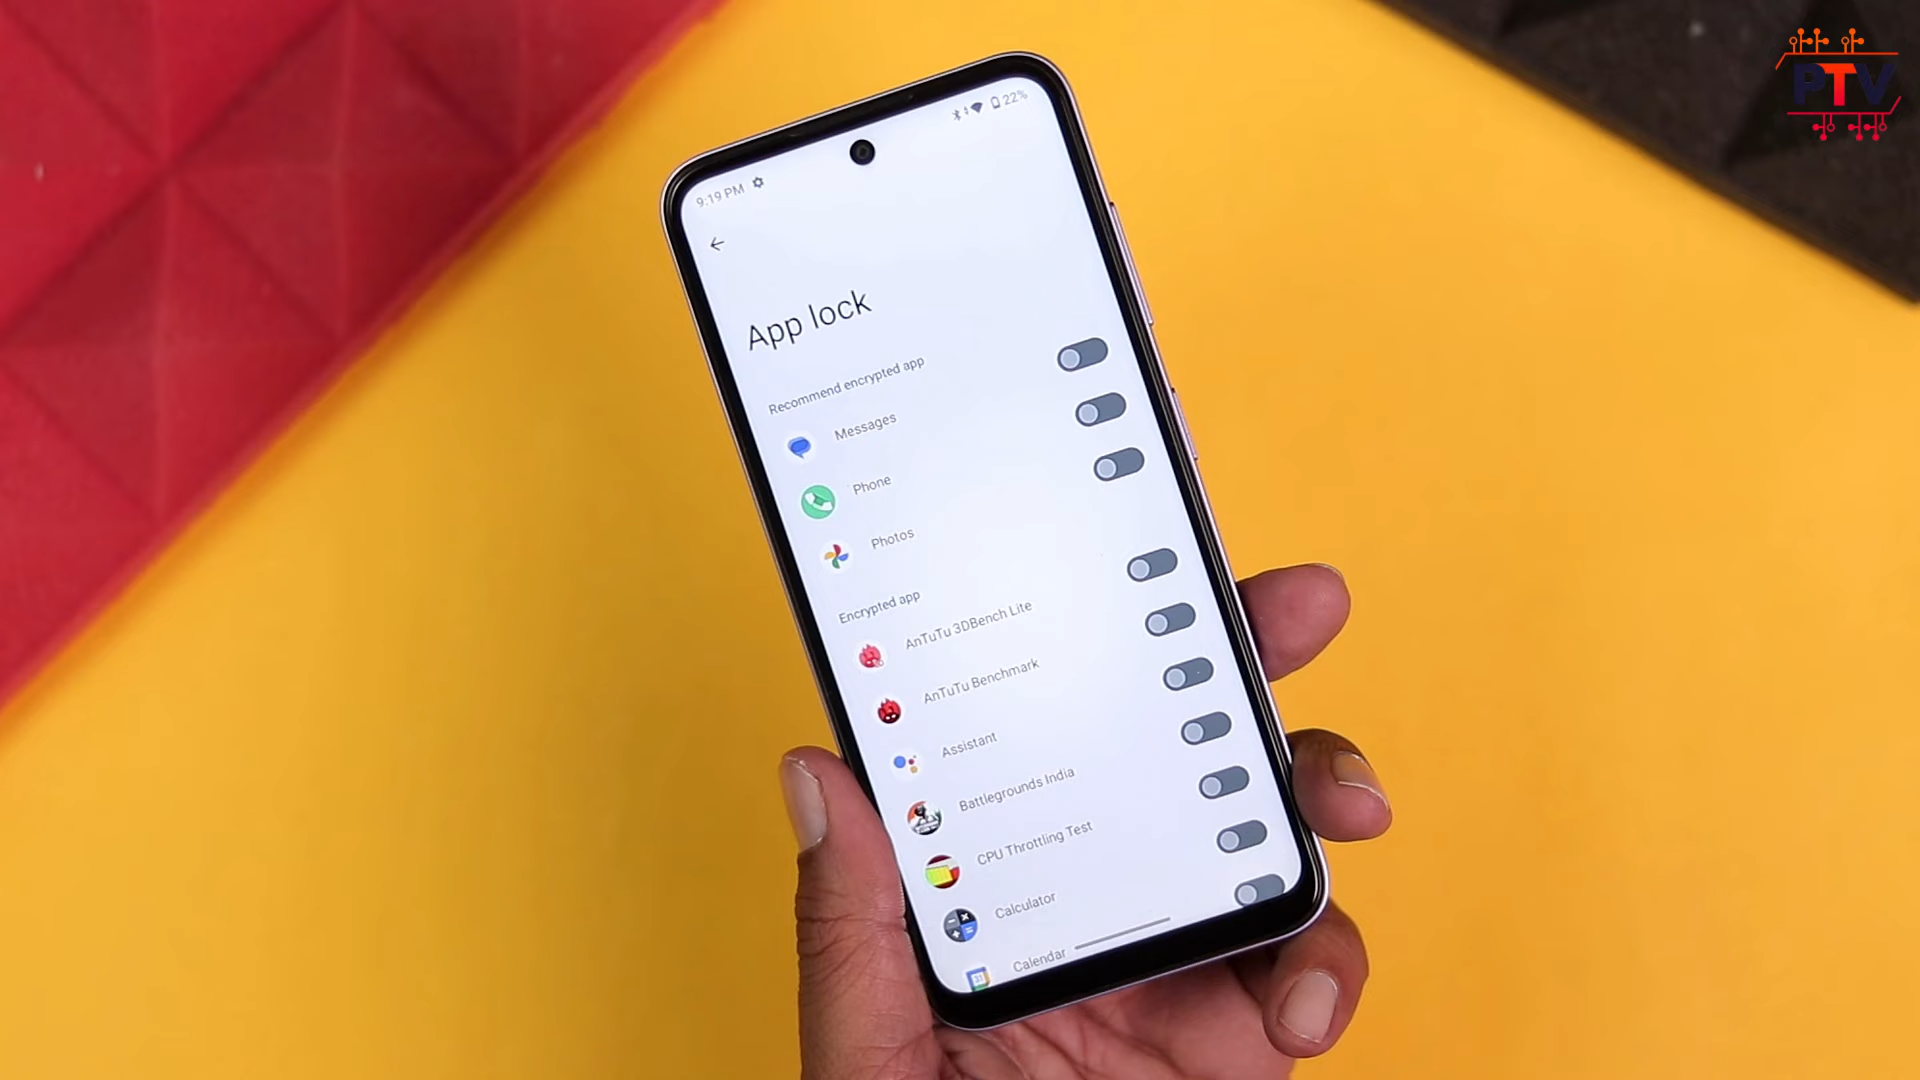 PTV
9:19 PM
22%
App lock
Recommend encrypted app
Messages
Phone
Photos
Encrypted app
AnTuTu 3DBench Lite
AnTuTu Benchmark
Assistant
Battlegrounds India
CPU Throttling Test
Calculator
Calendar
31